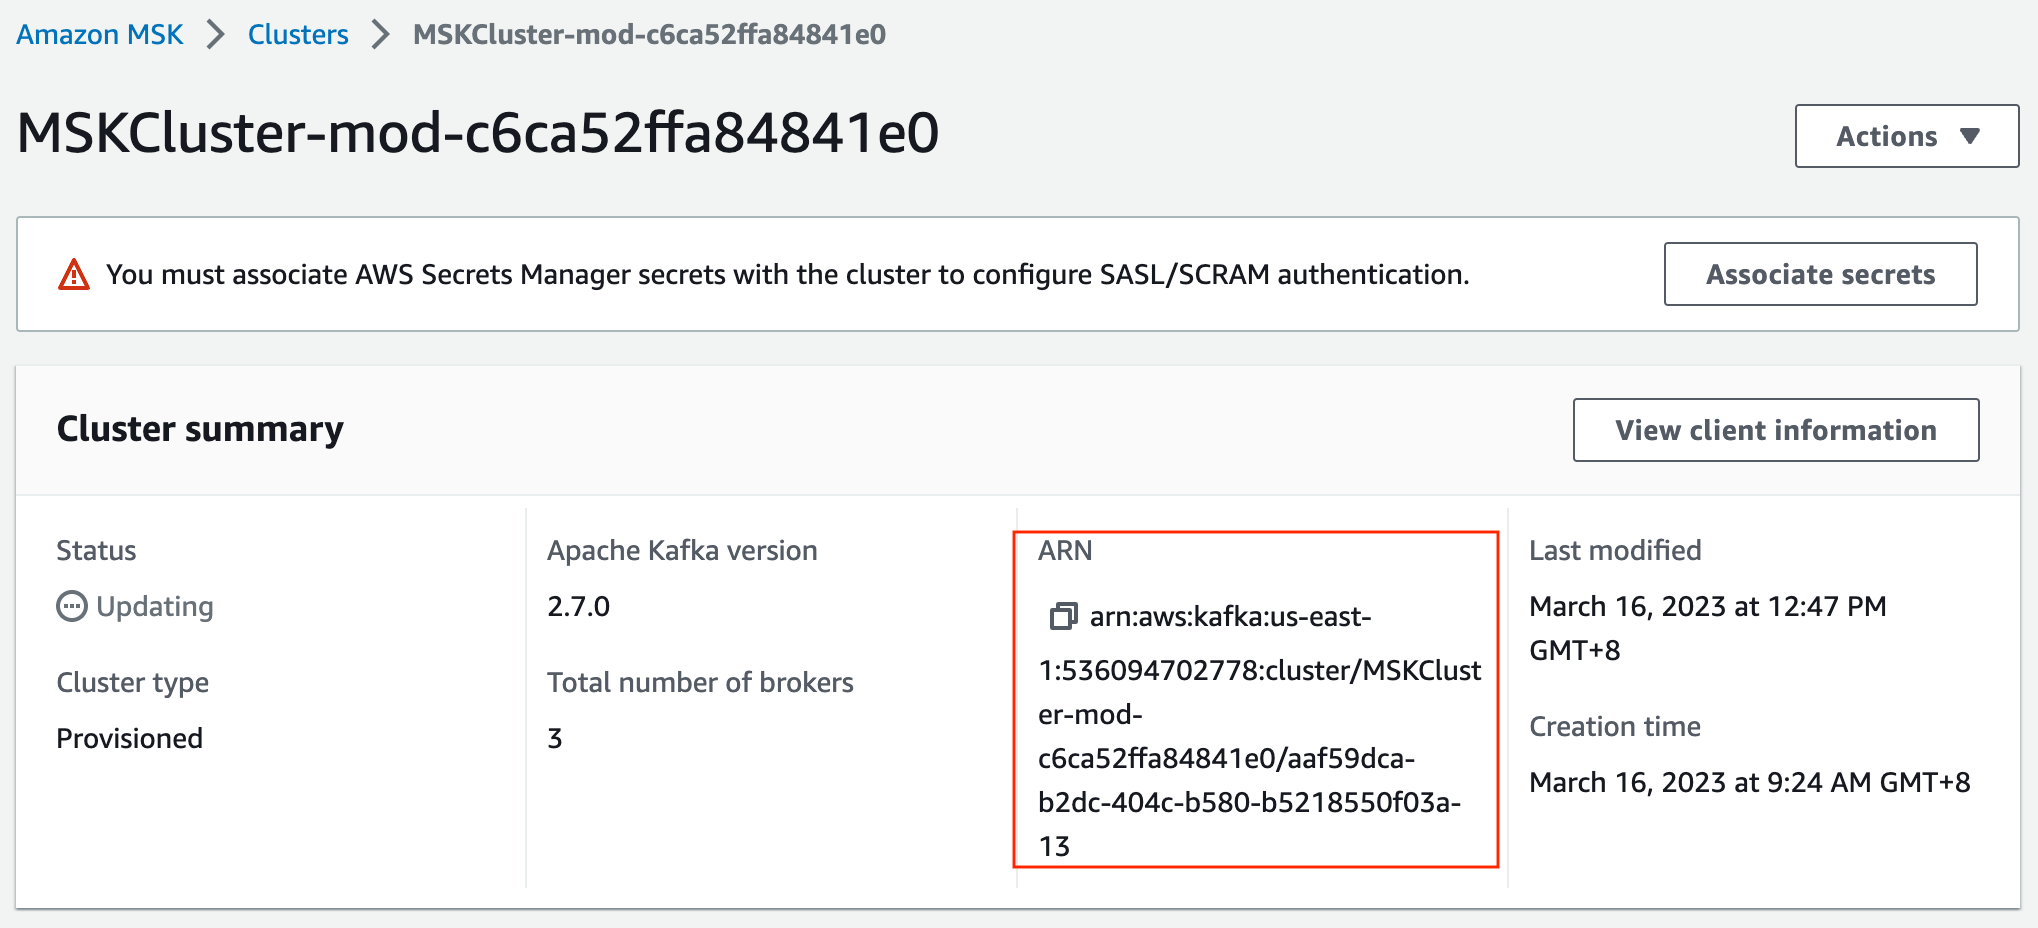 Amazon MSK > Clusters > MSKCluster-mod-c6ca52ffa84841e0
MSKCluster-mod-c6ca52ffa84841e0
Actions ▼
You must associate AWS Secrets Manager secrets with the cluster to configure SASL/SCRAM authentication.
Associate secrets
Cluster summary
View client information
Status
Updating
Cluster type
Provisioned
Apache Kafka version
2.7.0
Total number of brokers
3
ARN
arn:aws:kafka:us-east-
1:536094702778:cluster/MSKClust
er-mod-
c6ca52ffa84841e0/aaf59dca-
b2dc-404c-b580-b5218550f03a-
13
Last modified
March 16, 2023 at 12:47 PM
GMT+8
Creation time
March 16, 2023 at 9:24 AM GMT+8